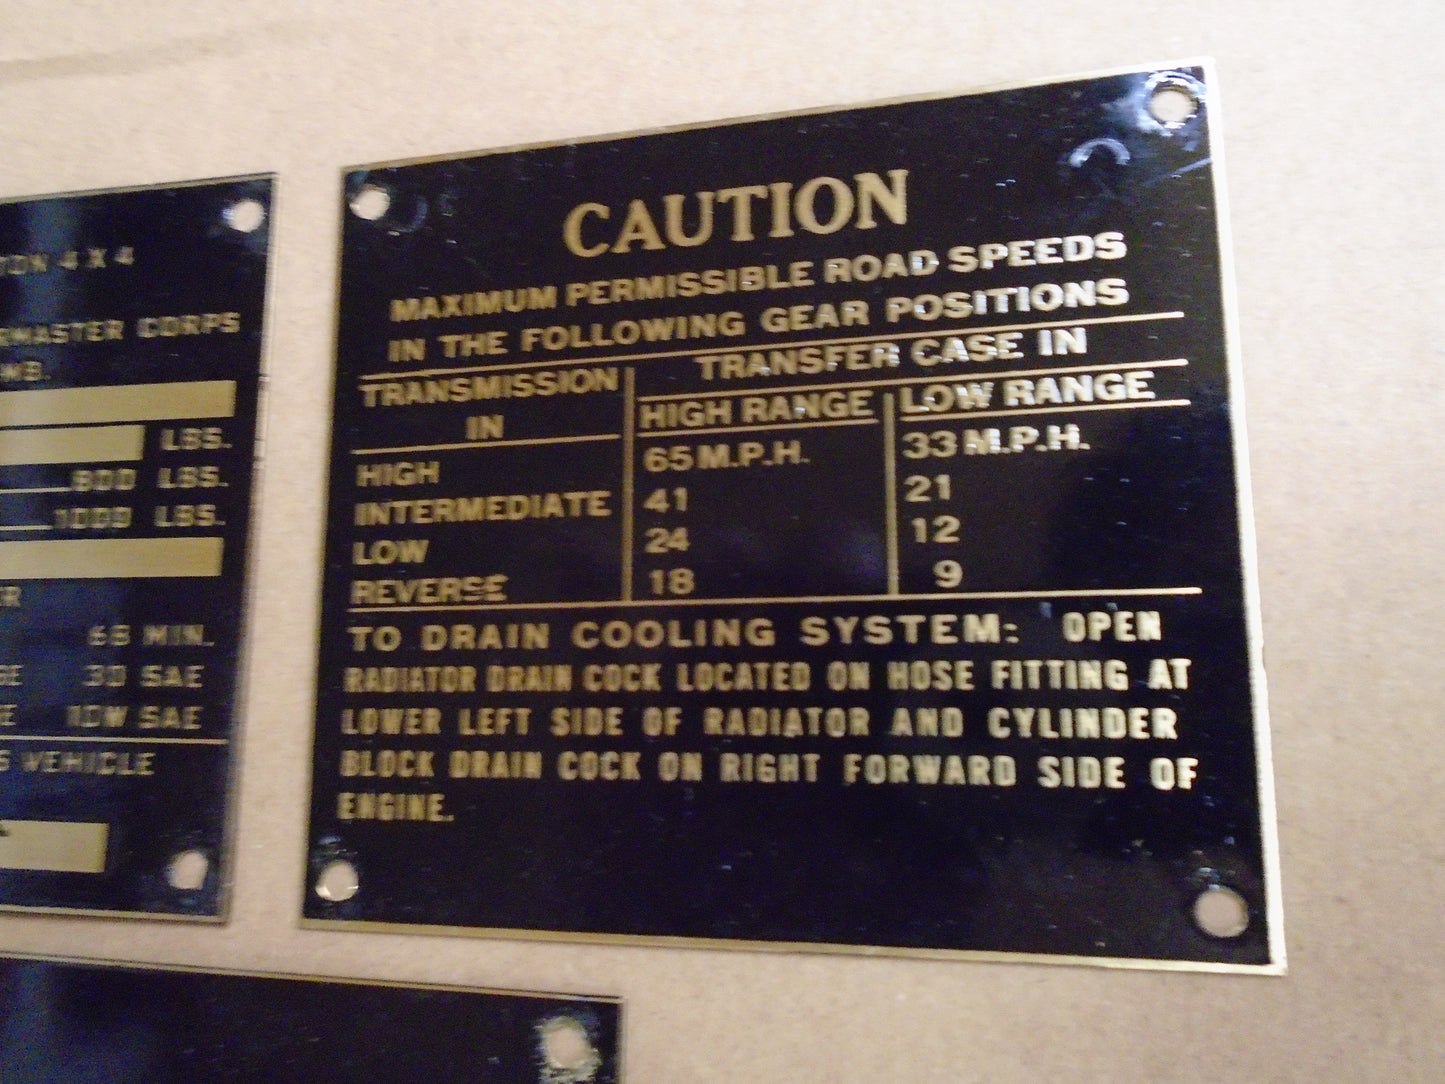 CAUTION
MAXIMUM PERMISSIBLE ROAD SPEEDS
IN THE FOLLOWING GEAR POSITIONS
TRANSMISSION IN
TRANSFER CASE IN
HIGH RANGE LOW RANGE
HIGH 65 M.P.H. 33 M.P.H.
INTERMEDIATE 41 21
LOW 24 12
REVERSE 18 9
TO DRAIN COOLING SYSTEM: OPEN
RADIATOR DRAIN COCK LOCATED ON HOSE FITTING AT
LOWER LEFT SIDE OF RADIATOR AND CYLINDER
BLOCK DRAIN COCK ON RIGHT FORWARD SIDE OF
ENGINE.
4 X 4
CORPS
LBS.
800 LBS.
1000 LBS.
68 MIN.
30 SAE
10W SAE
VEHICLE